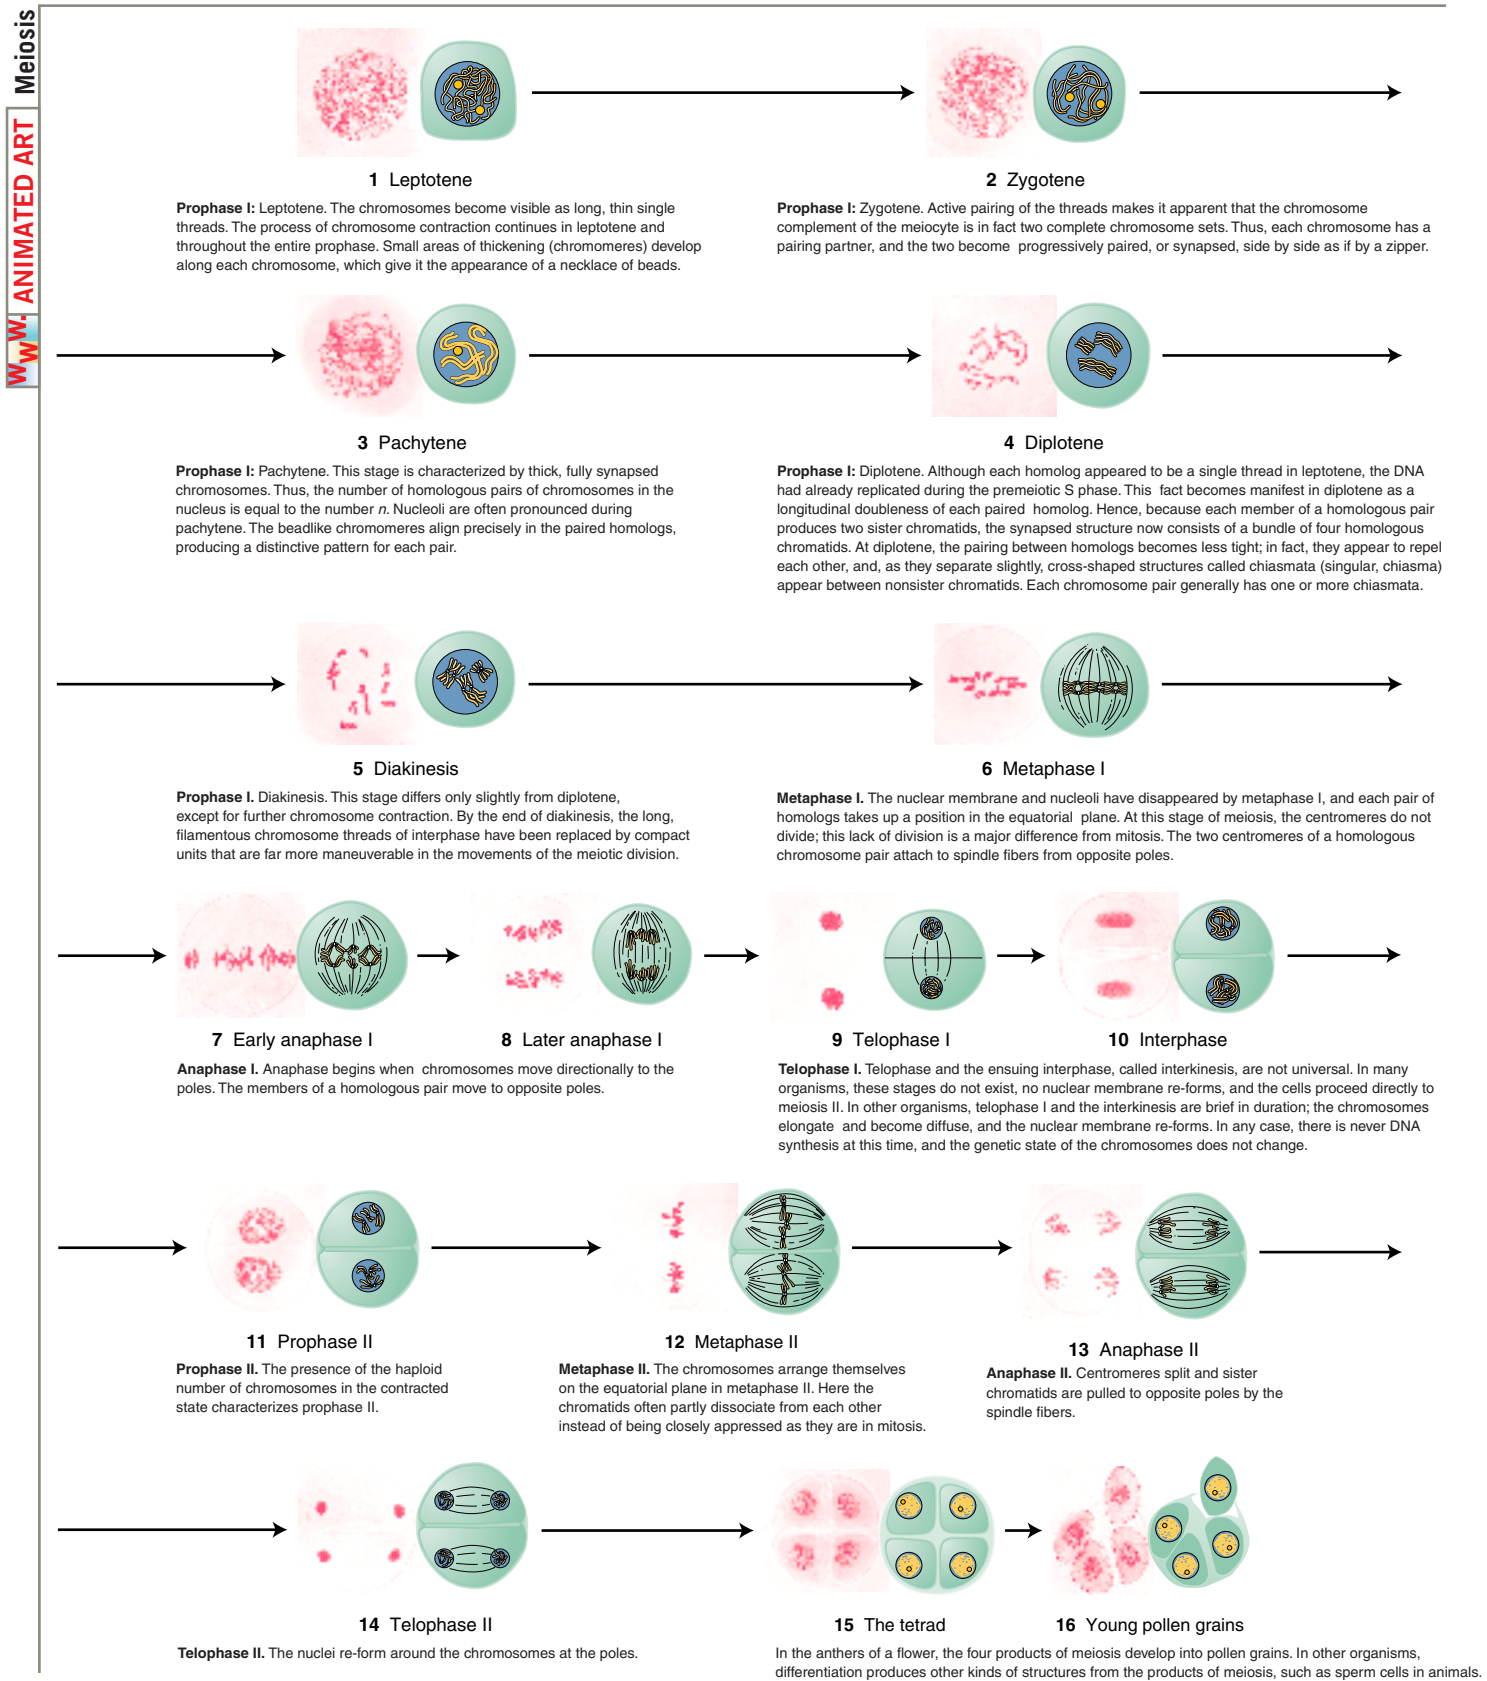 Meiosis
ANIMATED ART
WWW.
1 Leptotene
Prophase I: Leptotene. The chromosomes become visible as long, thin single
threads. The process of chromosome contraction continues in leptotene and
throughout the entire prophase. Small areas of thickening (chromomeres) develop
along each chromosome, which give it the appearance of a necklace of beads.
2 Zygotene
Prophase I: Zygotene. Active pairing of the threads makes it apparent that the chromosome
complement of the meiocyte is in fact two complete chromosome sets. Thus, each chromosome has a
pairing partner, and the two become progressively paired, or synapsed, side by side as if by a zipper.
3 Pachytene
Prophase I: Pachytene. This stage is characterized by thick, fully synapsed
chromosomes. Thus, the number of homologous pairs of chromosomes in the
nucleus is equal to the number n. Nucleoli are often pronounced during
pachytene. The beadlike chromomeres align precisely in the paired homologs,
producing a distinctive pattern for each pair.
4 Diplotene
Prophase I: Diplotene. Although each homolog appeared to be a single thread in leptotene, the DNA
had already replicated during the premeiotic S phase. This fact becomes manifest in diplotene as a
longitudinal doubleness of each paired homolog. Hence, because each member of a homologous pair
produces two sister chromatids, the synapsed structure now consists of a bundle of four homologous
chromatids. At diplotene, the pairing between homologs becomes less tight; in fact, they appear to repel
each other, and, as they separate slightly, cross-shaped structures called chiasmata (singular, chiasma)
appear between nonsister chromatids. Each chromosome pair generally has one or more chiasmata.
5 Diakinesis
Prophase I. Diakinesis. This stage differs only slightly from diplotene,
except for further chromosome contraction. By the end of diakinesis, the long,
filamentous chromosome threads of interphase have been replaced by compact
units that are far more maneuverable in the movements of the meiotic division.
6 Metaphase I
Metaphase I. The nuclear membrane and nucleoli have disappeared by metaphase I, and each pair of
homologs takes up a position in the equatorial plane. At this stage of meiosis, the centromeres do not
divide; this lack of division is a major difference from mitosis. The two centromeres of a homologous
chromosome pair attach to spindle fibers from opposite poles.
7 Early anaphase I
8 Later anaphase I
Anaphase I. Anaphase begins when chromosomes move directionally to the
poles. The members of a homologous pair move to opposite poles.
9 Telophase I
10 Interphase
Telophase I. Telophase and the ensuing interphase, called interkinesis, are not universal. In many
organisms, these stages do not exist, no nuclear membrane re-forms, and the cells proceed directly to
meiosis II. In other organisms, telophase I and the interkinesis are brief in duration; the chromosomes
elongate and become diffuse, and the nuclear membrane re-forms. In any case, there is never DNA
synthesis at this time, and the genetic state of the chromosomes does not change.
11 Prophase II
Prophase II. The presence of the haploid
number of chromosomes in the contracted
state characterizes prophase II.
12 Metaphase II
Metaphase II. The chromosomes arrange themselves
on the equatorial plane in metaphase II. Here the
chromatids often partly dissociate from each other
instead of being closely appressed as they are in mitosis.
13 Anaphase II
Anaphase II. Centromeres split and sister
chromatids are pulled to opposite poles by the
spindle fibers.
14 Telophase II
Telophase II. The nuclei re-form around the chromosomes at the poles.
15 The tetrad
16 Young pollen grains
In the anthers of a flower, the four products of meiosis develop into pollen grains. In other organisms,
differentiation produces other kinds of structures from the products of meiosis, such as sperm cells in animals.